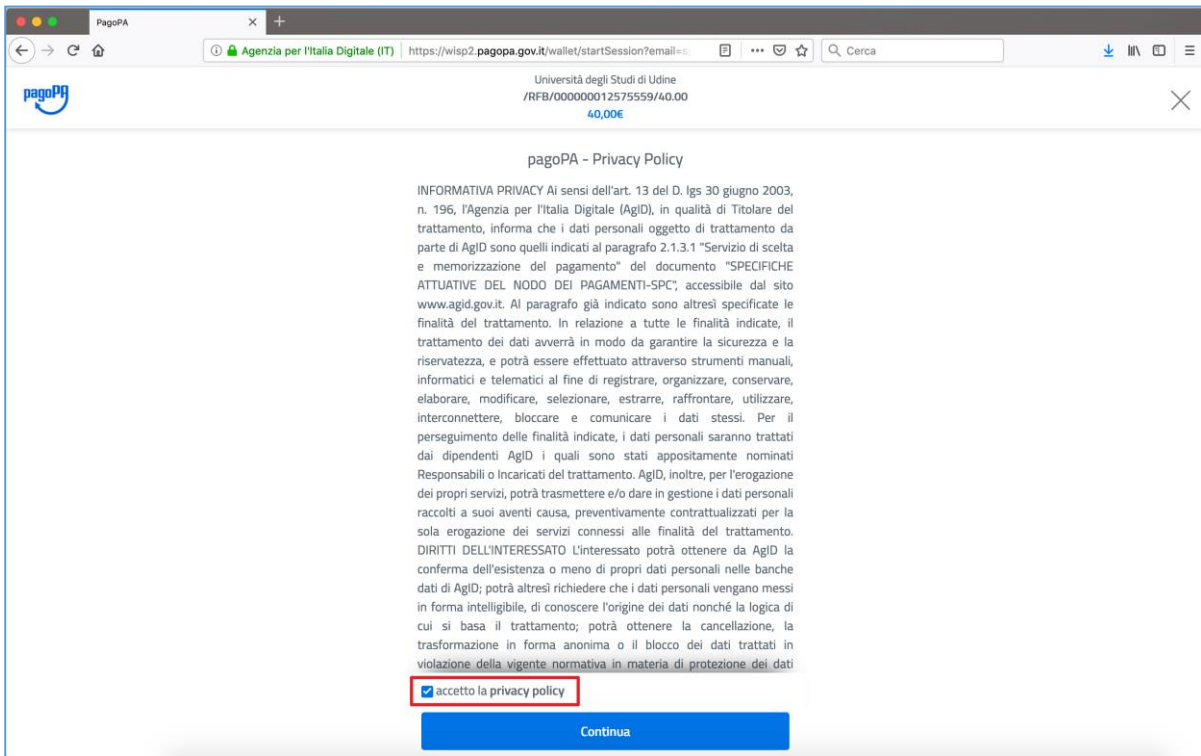 PagoPA
Agenzia per l'Italia Digitale (IT)
https://wisp2.pagopa.gov.it/wallet/startSession?email=s
Cerca
pagoPA
Università degli Studi di Udine
/RFB/000000012575559/40.00
40,00€
pagoPA - Privacy Policy
INFORMATIVA PRIVACY Ai sensi dell'art. 13 del D. lgs 30 giugno 2003,
n. 196, l'Agenzia per l'Italia Digitale (AgID), in qualità di Titolare del
trattamento, informa che i dati personali oggetto di trattamento da
parte di AgID sono quelli indicati al paragrafo 2.1.3.1 "Servizio di scelta
e memorizzazione del pagamento" del documento "SPECIFICHE
ATTUATIVE DEL NODO DEI PAGAMENTI-SPC", accessibile dal sito
www.agid.gov.it. Al paragrafo già indicato sono altresì specificate le
finalità del trattamento. In relazione a tutte le finalità indicate, il
trattamento dei dati avverrà in modo da garantire la sicurezza e la
riservatezza, e potrà essere effettuato attraverso strumenti manuali,
informatici e telematici al fine di registrare, organizzare, conservare,
elaborare, modificare, selezionare, estrarre, raffrontare, utilizzare,
interconnettere, bloccare e comunicare i dati stessi. Per il
perseguimento delle finalità indicate, i dati personali saranno trattati
dai dipendenti AgID i quali sono stati appositamente nominati
Responsabili o Incaricati del trattamento. AgID, inoltre, per l'erogazione
dei propri servizi, potrà trasmettere e/o dare in gestione i dati personali
raccolti a suoi aventi causa, preventivamente contrattualizzati per la
sola erogazione dei servizi connessi alle finalità del trattamento.
DIRITTI DELL'INTERESSATO L'interessato potrà ottenere da AgID la
conferma dell'esistenza o meno di propri dati personali nelle banche
dati di AgID; potrà altresì richiedere che i dati personali vengano messi
in forma intelligibile, di conoscere l'origine dei dati nonché la logica di
cui si basa il trattamento; potrà ottenere la cancellazione, la
trasformazione in forma anonima o il blocco dei dati trattati in
violazione della vigente normativa in materia di protezione dei dati
accetto la privacy policy
Continua